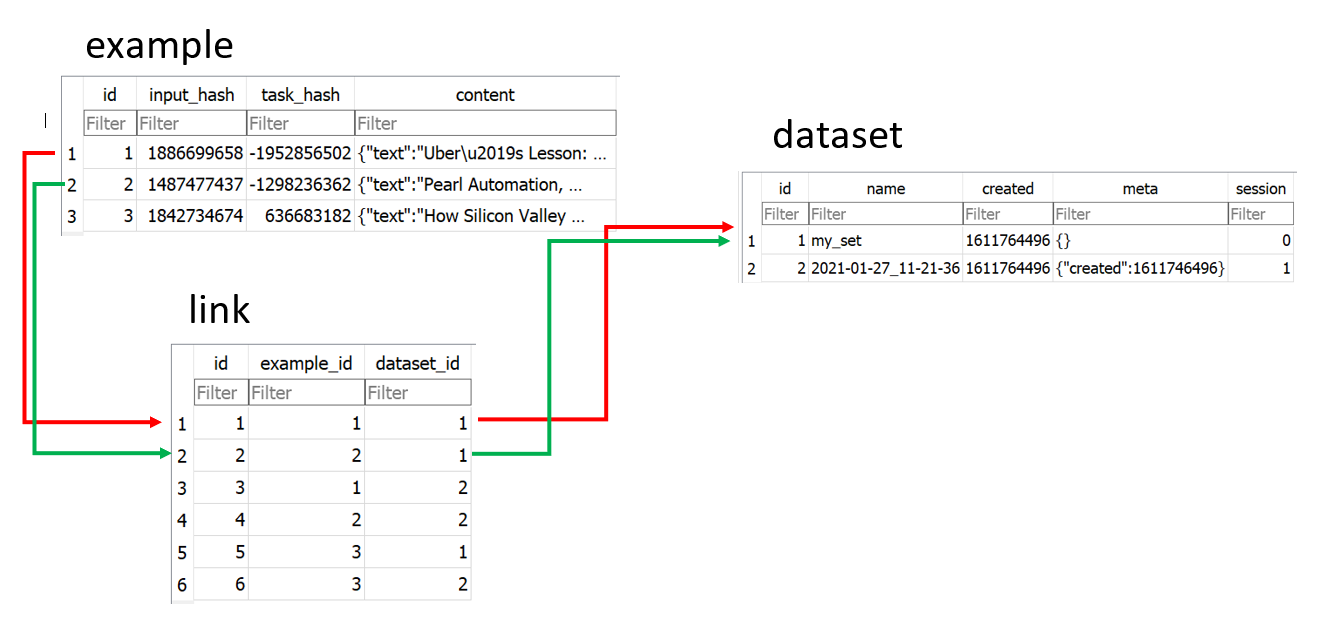 example
id input_hash task_hash content
Filter Filter Filter Filter
1 1 1886699658 -1952856502 {"text":"Uber\u2019s Lesson: ...
2 2 1487477437 -1298236362 {"text":"Pearl Automation, ...
3 3 1842734674 636683182 {"text":"How Silicon Valley ...
dataset
id name created meta session
Filter Filter Filter Filter Filter
1 1 my_set 1611764496 {} 0
2 2 2021-01-27_11-21-36 1611764496 {"created":1611746496} 1
link
id example_id dataset_id
Filter Filter Filter
1 1 1 1
2 2 2 1
3 3 1 2
4 4 2 2
5 5 3 1
6 6 3 2